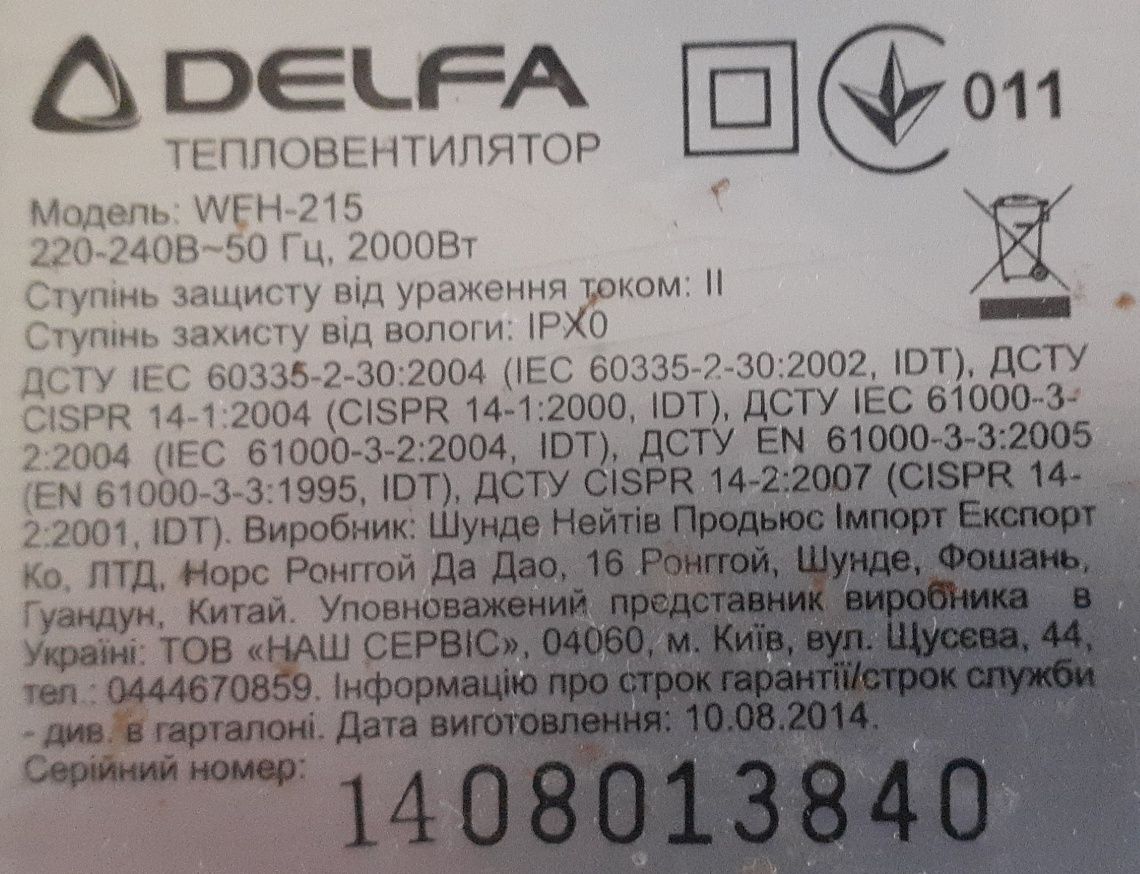 DELFA
011
ТЕПЛОВЕНТИЛЯТОР
Модель: WFH-215
220-240В~50 Гц, 2000Вт
Ступінь защисту від ураження током: II
Ступінь захисту від вологи: IPX0
ДСТУ IEC 60335-2-30:2004 (IEC 60335-2-30:2002, IDT), ДСТУ
CISPR 14-1:2004 (CISPR 14-1:2000, IDT), ДСТУ IEC 61000-3-
2:2004 (IEC 61000-3-2:2004, IDT), ДСТУ EN 61000-3-3:2005
(EN 61000-3-3:1995, IDT), ДСТУ CISPR 14-2:2007 (CISPR 14-
2:2001, IDT). Виробник: Шунде Нейтів Продьюс Імпорт Експорт
Ко, ЛТД, Норс Ронггой Да Дао, 16 Ронггой, Шунде, Фошань,
Гуандун, Китай. Уповноважений представник виробника в
Україні: ТОВ «НАШ СЕРВІС», 04060, м. Київ, вул. Щусєва, 44,
тел.: 0444670859. Інформацію про строк гарантії/строк служби
- див. в гарталоні. Дата виготовлення: 10.08.2014.
Серійний номер: 1408013840